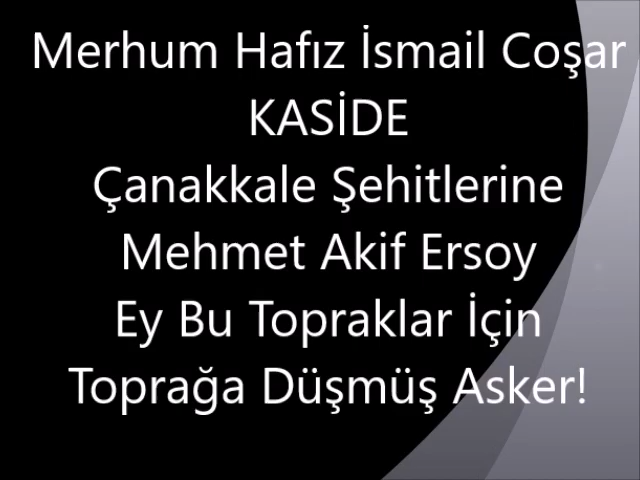 Merhum Hafız İsmail Coşar
KASİDE
Çanakkale Şehitlerine
Mehmet Akif Ersoy
Ey Bu Topraklar İçin
Toprağa Düşmüş Asker!